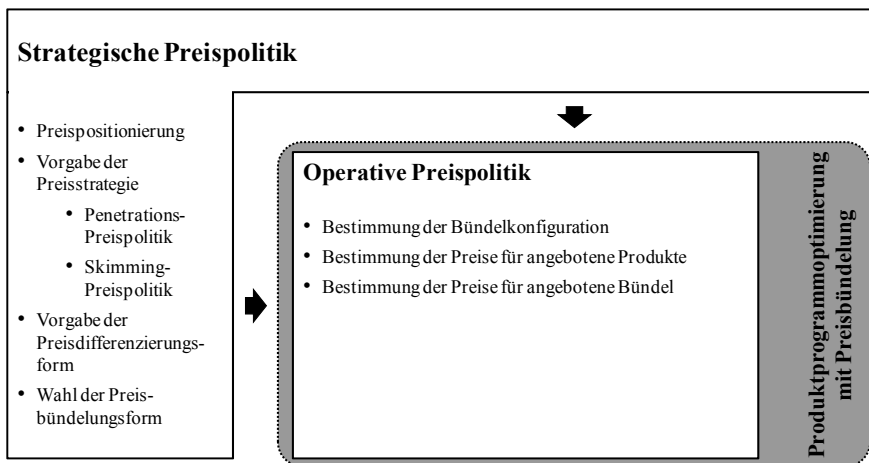 Strategische Preispolitik
• Preispositionierung
• Vorgabe der
Preisstrategie
• Penetrations-
Preispolitik
• Skimming-
Preispolitik
• Vorgabe der
Preisdifferenzierungs-
form
• Wahl der Preis-
bündelungsform
Operative Preispolitik
• Bestimmung der Bündelkonfiguration
• Bestimmung der Preise für angebotene Produkte
• Bestimmung der Preise für angebotene Bündel
Produktprogrammoptimierung
mit Preisbündelung